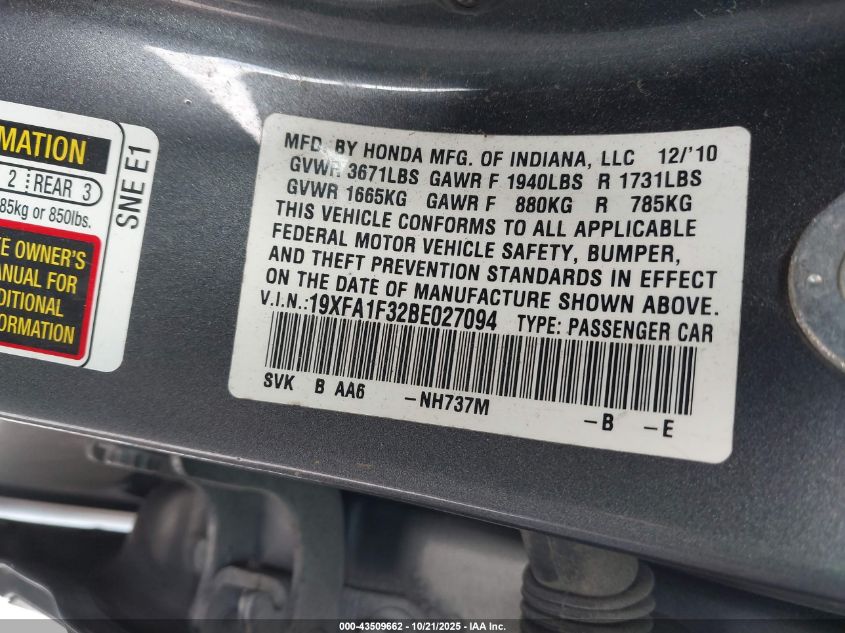 MATION
2 REAR 3
85kg or 850lbs.
E OWNER'S
ANUAL FOR
DITIONAL
FORMATION
SNE E1
MFD. BY HONDA MFG. OF INDIANA, LLC 12/'10
GVWR 3671LBS GAWR F 1940LBS R 1731LBS
GVWR 1665KG GAWR F 880KG R 785KG
THIS VEHICLE CONFORMS TO ALL APPLICABLE
FEDERAL MOTOR VEHICLE SAFETY, BUMPER,
AND THEFT PREVENTION STANDARDS IN EFFECT
ON THE DATE OF MANUFACTURE SHOWN ABOVE.
V.I.N.:19XFA1F32BE027094 TYPE: PASSENGER CAR
SVK B AA6 -NH737M -B -E
000-43509662 - 10/21/2025 - IAA Inc.